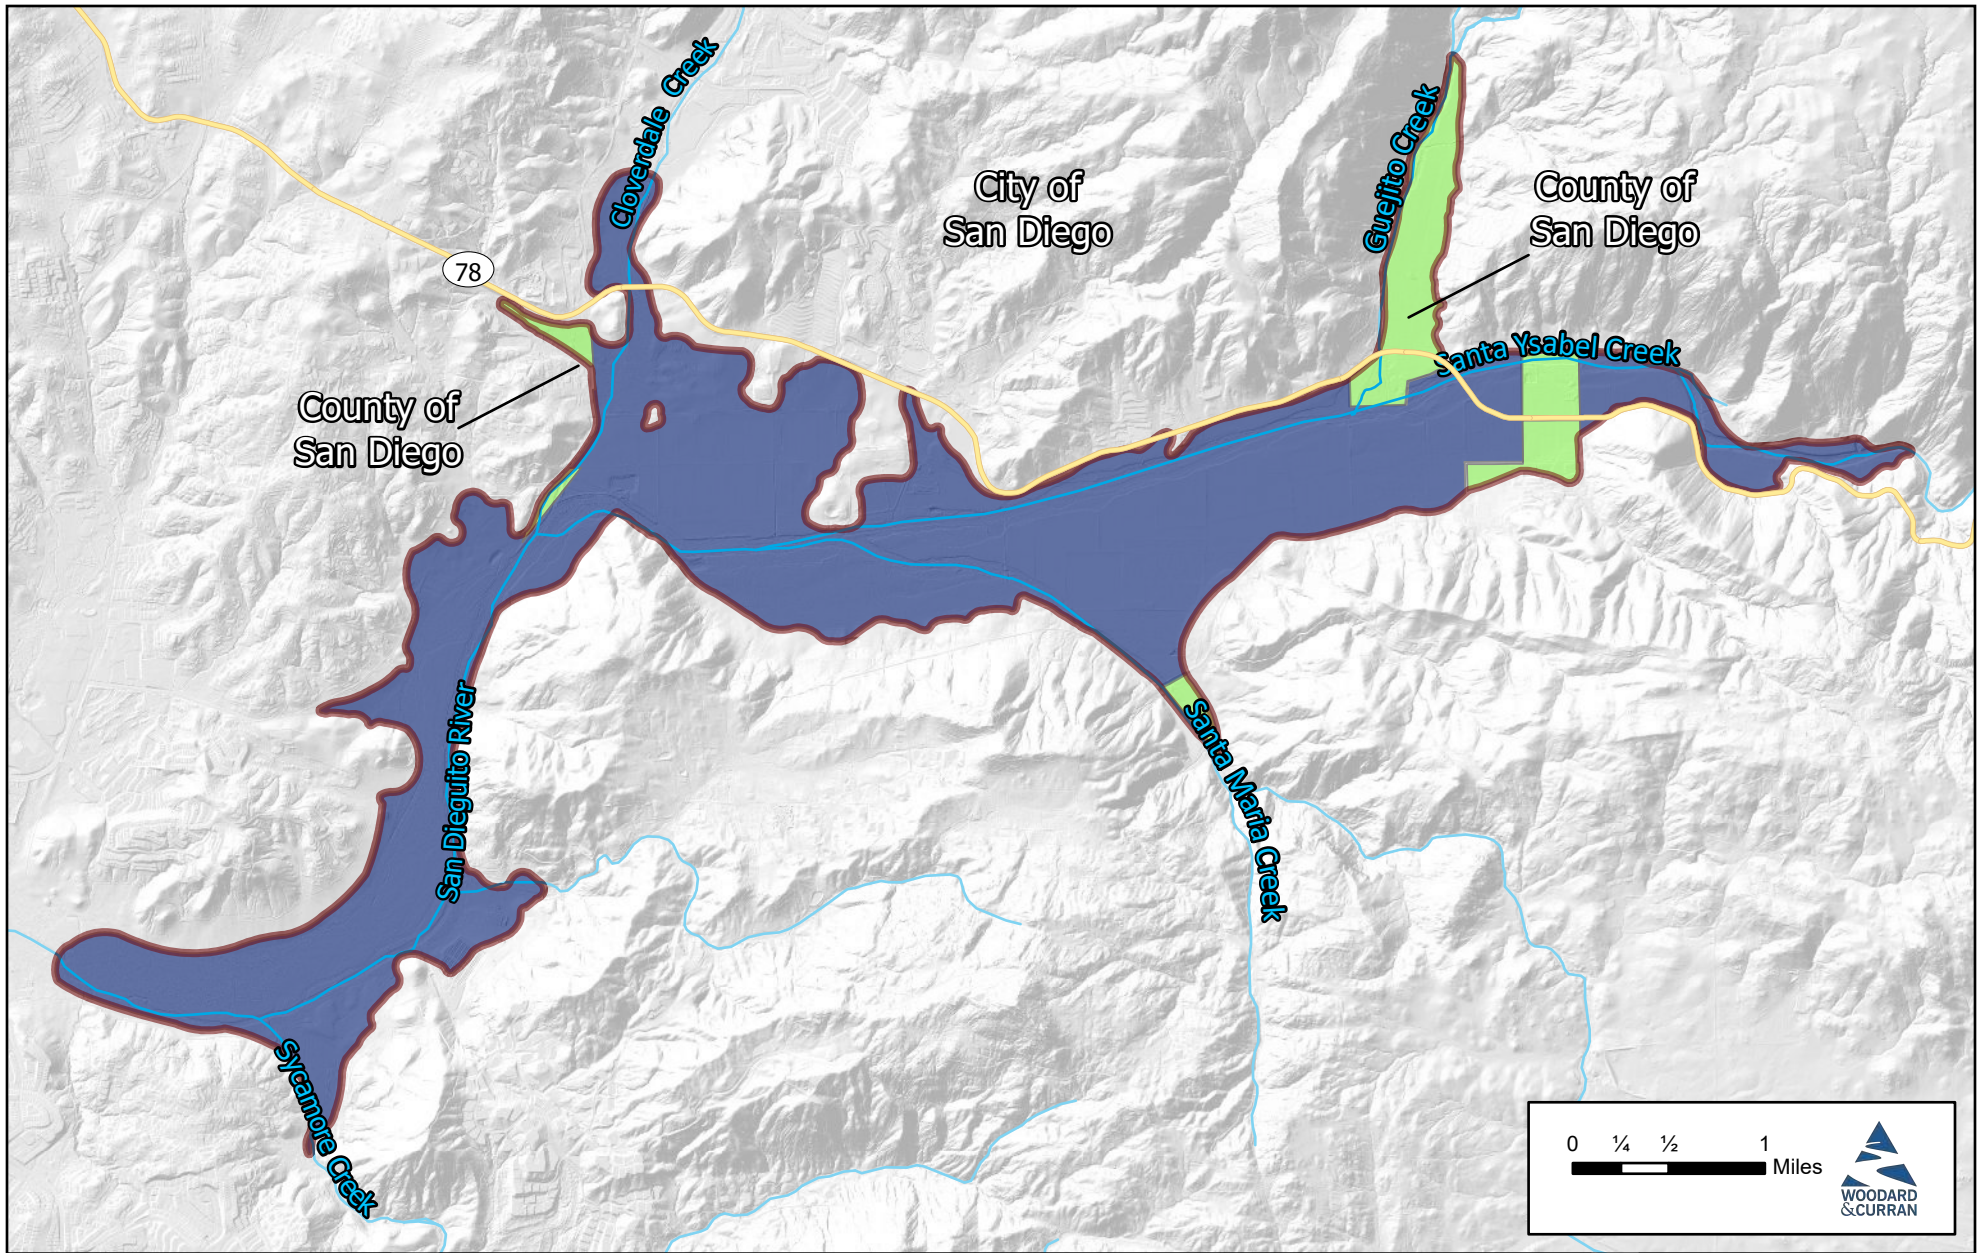 Cloverdale Creek
Guejito Creek
City of
San Diego
County of
San Diego
78
Santa Ysabel Creek
County of
San Diego
San Dieguito River
Santa Maria Creek
Sycamore Creek
0 ¼ ½ 1
Miles
WOODARD
&CURRAN